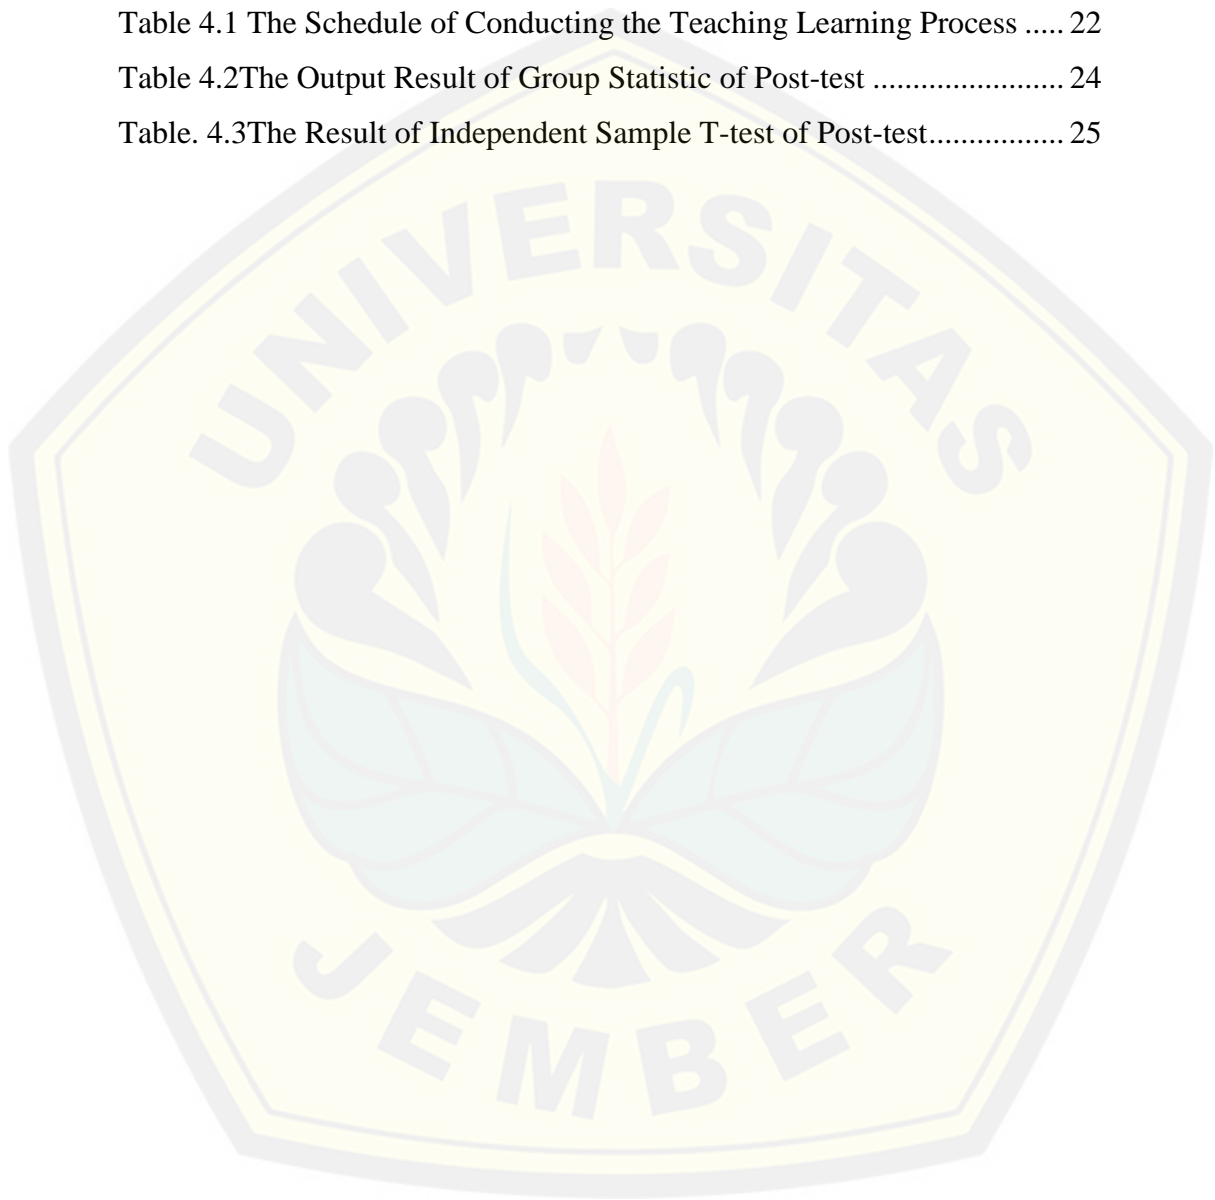 Table 4.1 The Schedule of Conducting the Teaching Learning Process ..... 22
Table 4.2The Output Result of Group Statistic of Post-test ........................ 24
Table. 4.3The Result of Independent Sample T-test of Post-test................. 25
UNIVERSITAS
JEMBER